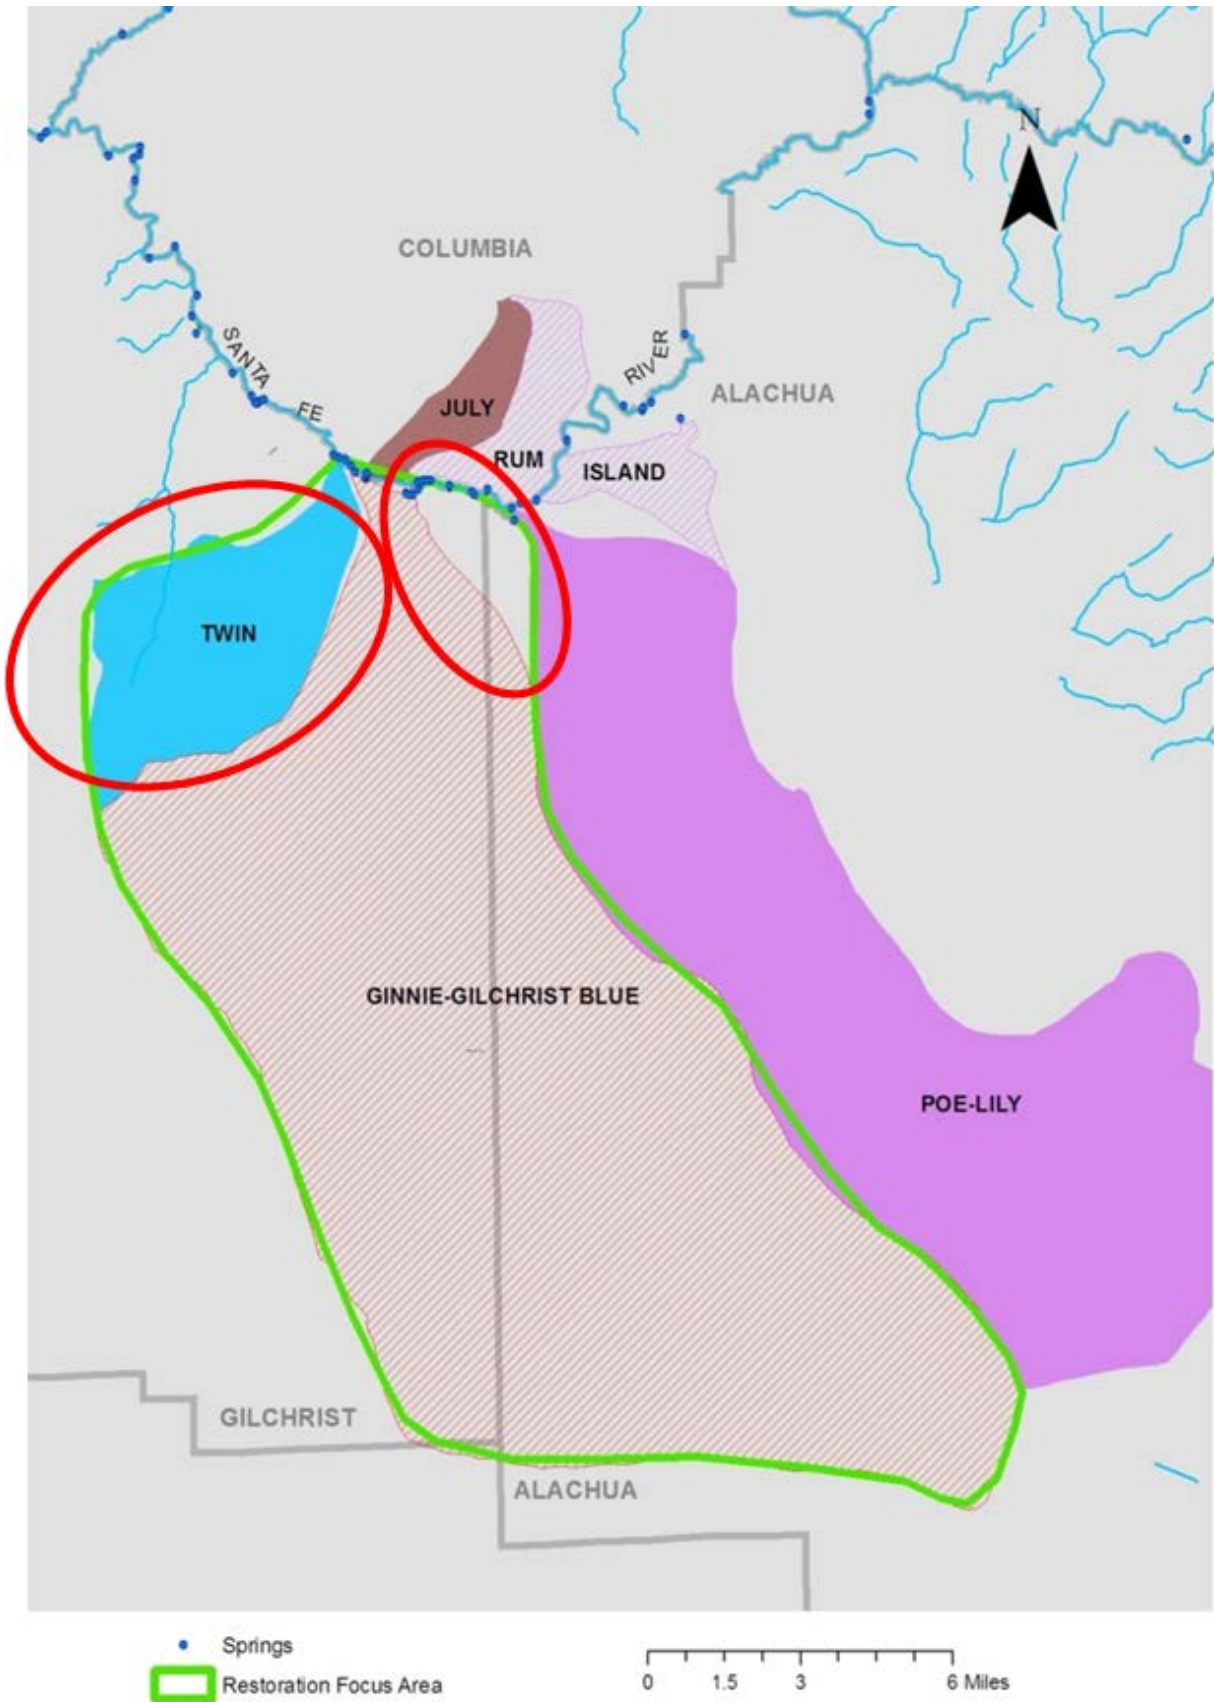 N
COLUMBIA
SANTA
FE
RIVER
ALACHUA
JULY
RUM
ISLAND
TWIN
GINNIE-GILCHRIST BLUE
POE-LILY
GILCHRIST
ALACHUA
Springs
Restoration Focus Area
0 1.5 3 6 Miles